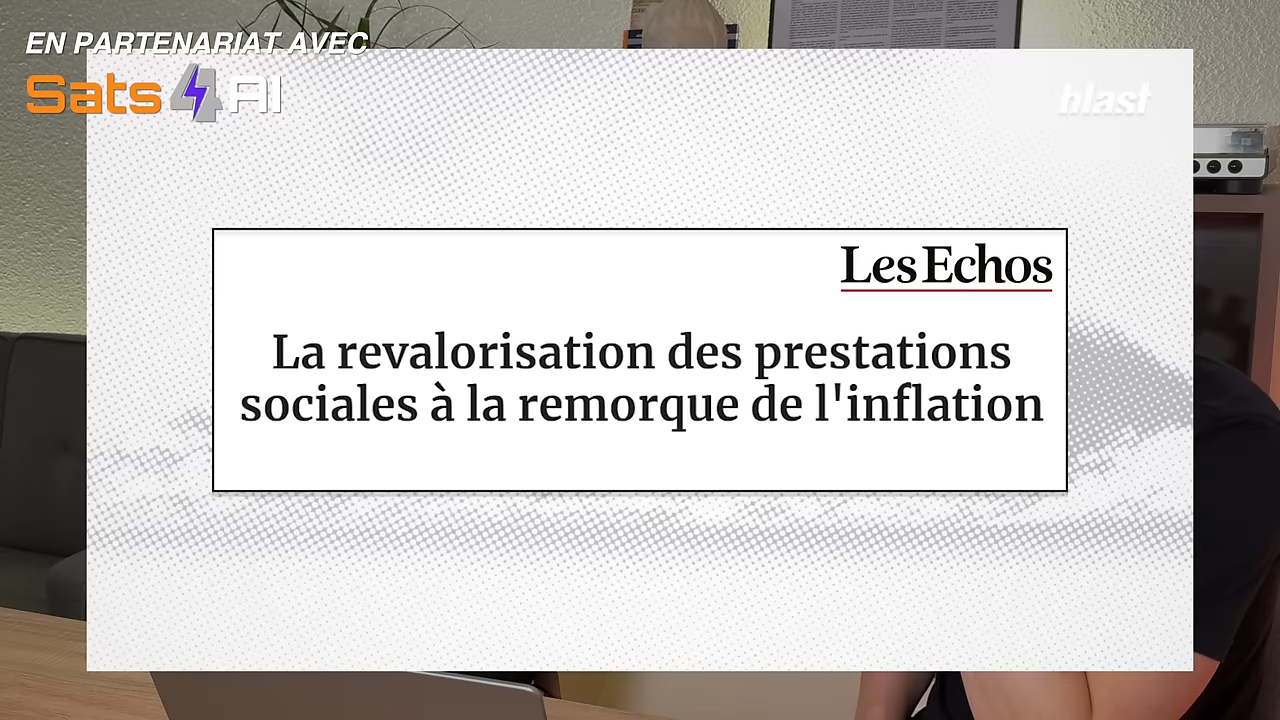 EN PARTENARIAT AVEC
Sats4AI
blast
Les Echos
La revalorisation des prestations
sociales à la remorque de l'inflation